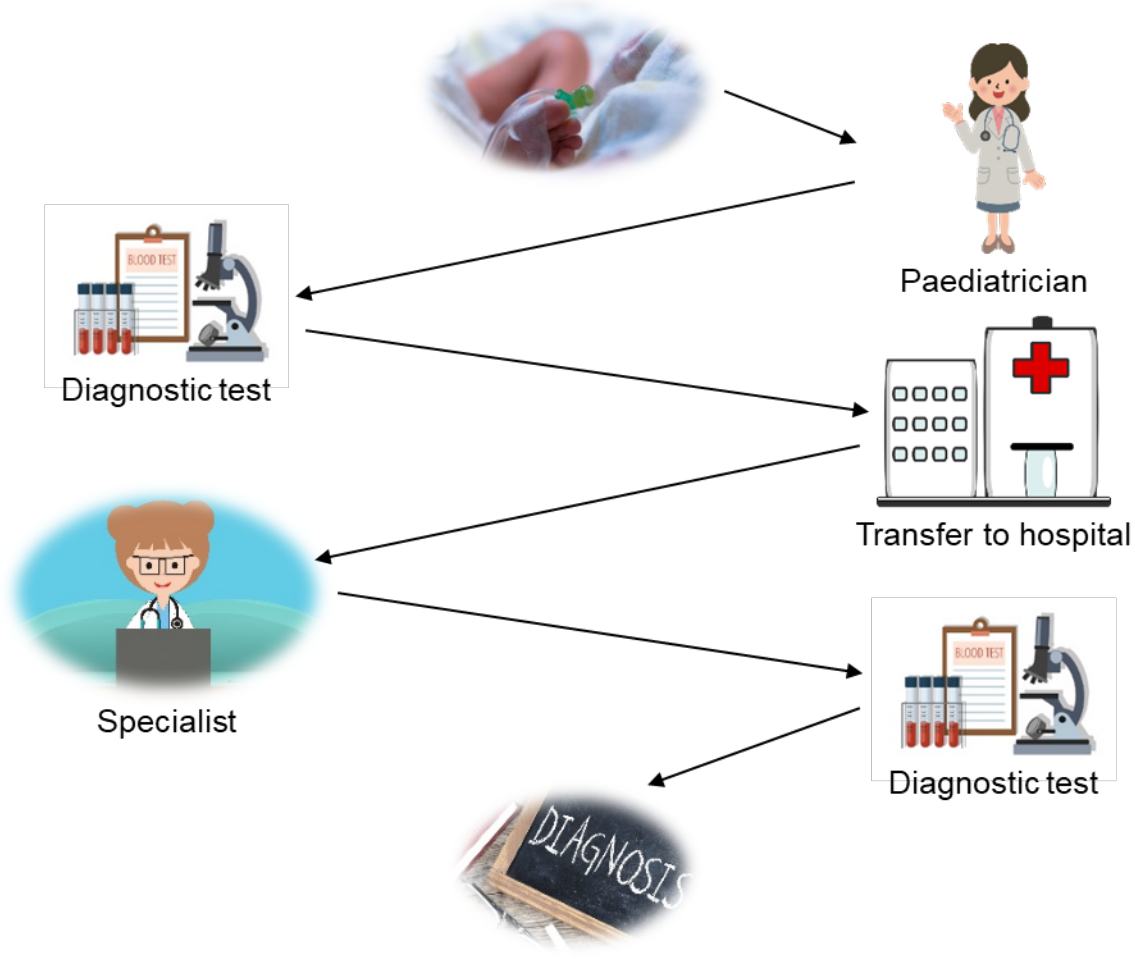 Paediatrician
BLOOD TEST
Diagnostic test
Transfer to hospital
Specialist
BLOOD TEST
Diagnostic test
DIAGNOSIS